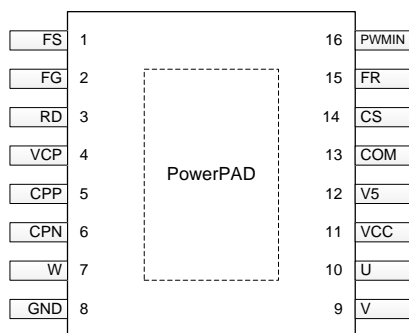 FS 1 16 PWMIN
FG 2 15 FR
RD 3 14 CS
VCP 4 13 COM
PowerPAD
CPP 5 12 V5
CPN 6 11 VCC
W 7 10 U
GND 8 9 V